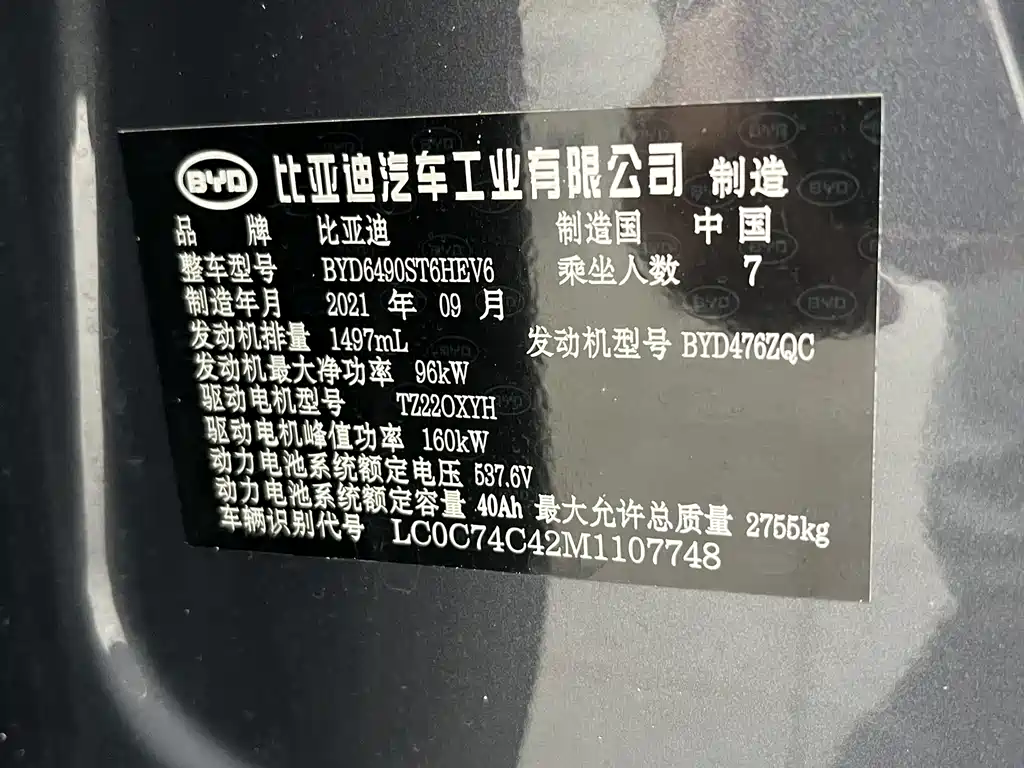 BYD 比亚迪汽车工业有限公司 制造
品 牌 比亚迪 制造国 中国
整车型号 BYD6490ST6HEV6 乘坐人数 7
制造年月 2021 年 09 月
发动机排量 1497mL 发动机型号 BYD476ZQC
发动机最大净功率 96kW
驱动电机型号 TZ220XYH
驱动电机峰值功率 160kW
动力电池系统额定电压 537.6V
动力电池系统额定容量 40Ah 最大允许总质量 2755kg
车辆识别代号 LC0C74C42M1107748